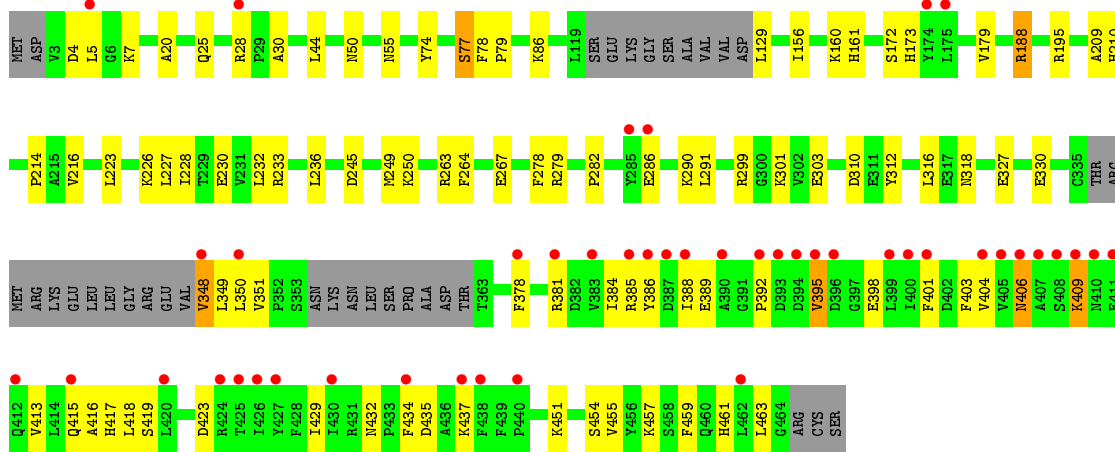 MET ASP V3 D4 L5 G6 K7 A20 Q25 R28 P29 A30 L44 N50 N55 Y74 S77 F78 P79 K86 L119 SER GLU LYS GLY SER ALA VAL VAL ASP L129 I156 K160 H161 S172 H173 Y174 L175 V179 R188 R195 A209 H210
P214 A215 V216 L223 K226 L227 I228 T229 E230 V231 L232 R233 L236 D245 M249 K250 R263 F264 E267 F278 R279 P282 Y285 E286 K290 L291 R299 G300 K301 V302 E303 D310 E311 Y312 L316 E317 N318 E327 E330 C335 THR ARG
MET ARG LYS GLU LEU LEU GLY ARG GLU VAL V348 L349 L350 V351 P352 S353 ASN LYS ASN LEU SER PRO ALA ASP THR T363 F378 R381 D382 V383 I384 R385 Y386 D387 I388 E389 A390 G391 P392 D393 D394 V395 D396 G397 E398 L399 I400 F401 D402 F403 V404 V405 N406 A407 S408 K409 N410
Q412 V413 L414 Q415 A416 H417 L418 S419 L420 D423 R424 T425 I426 Y427 F428 I429 I430 R431 N432 P433 F434 D435 A436 K437 F438 F439 P440 K451 S454 V455 Y456 K457 S458 F459 Q460 H461 L462 L463 G464 ARG CYS SER